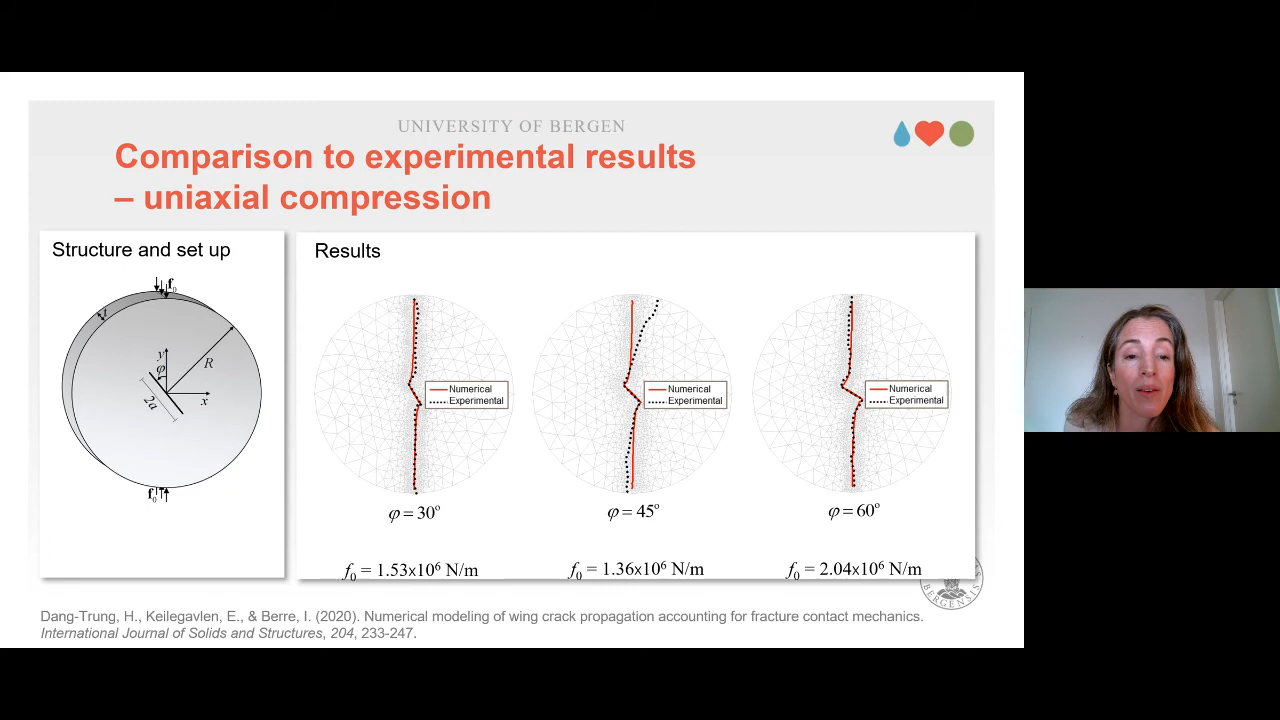 UNIVERSITY OF BERGEN
Comparison to experimental results
– uniaxial compression
Structure and set up
f₀
t
R
y
φ
x
2a
f₀
Results
Numerical
Experimental
φ = 30°
f₀ = 1.53x10⁶ N/m
Numerical
Experimental
φ = 45°
f₀ = 1.36x10⁶ N/m
Numerical
Experimental
φ = 60°
f₀ = 2.04x10⁶ N/m
BERGENSIS
Dang-Trung, H., Keilegavlen, E., & Berre, I. (2020). Numerical modeling of wing crack propagation accounting for fracture contact mechanics.
International Journal of Solids and Structures, 204, 233-247.